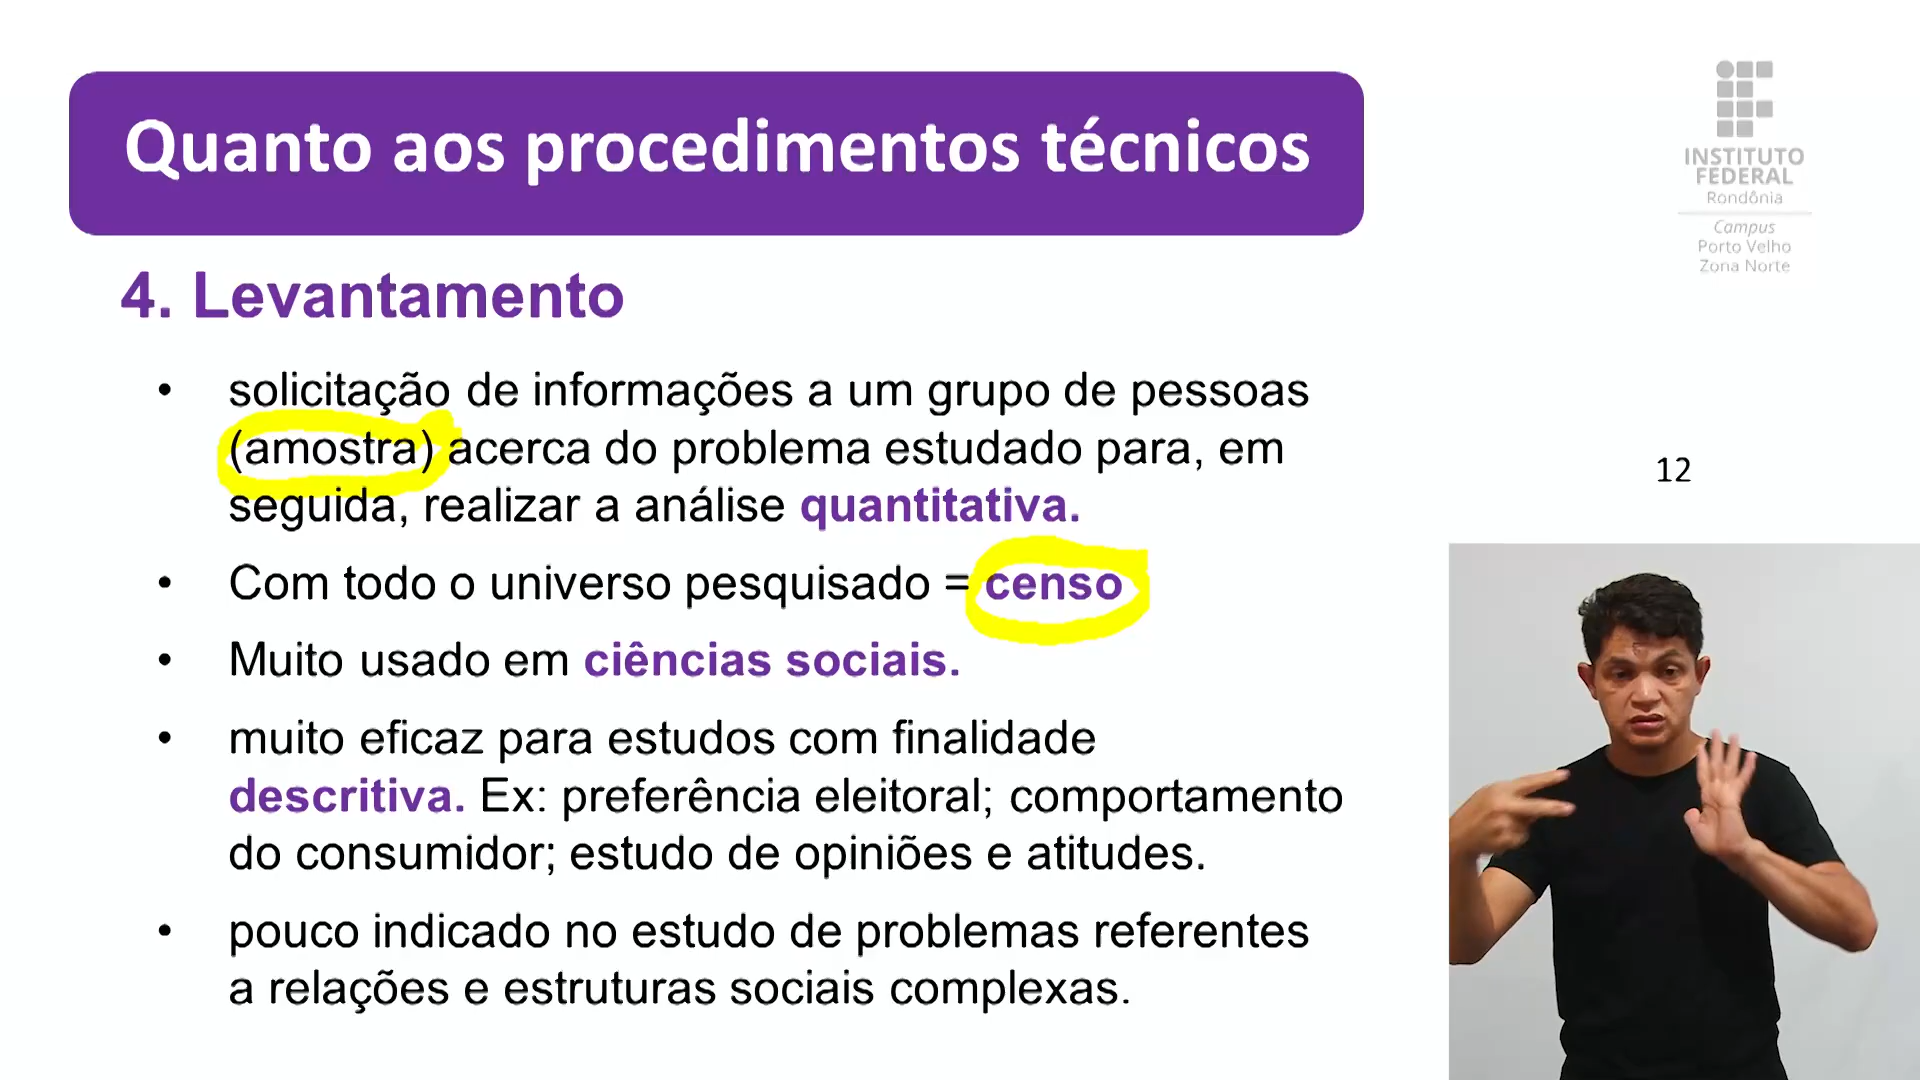 Quanto aos procedimentos técnicos
INSTITUTO
FEDERAL
Rondônia
Campus
Porto Velho
Zona Norte
4. Levantamento
• solicitação de informações a um grupo de pessoas
(amostra) acerca do problema estudado para, em
seguida, realizar a análise quantitativa.
• Com todo o universo pesquisado = censo
• Muito usado em ciências sociais.
• muito eficaz para estudos com finalidade
descritiva. Ex: preferência eleitoral; comportamento
do consumidor; estudo de opiniões e atitudes.
• pouco indicado no estudo de problemas referentes
a relações e estruturas sociais complexas.
12